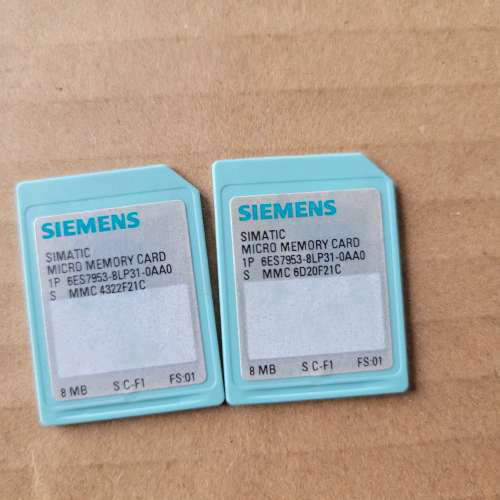 SIEMENS
SIMATIC
MICRO MEMORY CARD
1P 6ES7953-8LP31-0AA0
S MMC 4322F21C
8 MB S C-F1 FS:01
SIEMENS
SIMATIC
MICRO MEMORY CARD
1P 6ES7953-8LP31-0AA0
S MMC 6D20F21C
8 MB S C-F1 FS:01